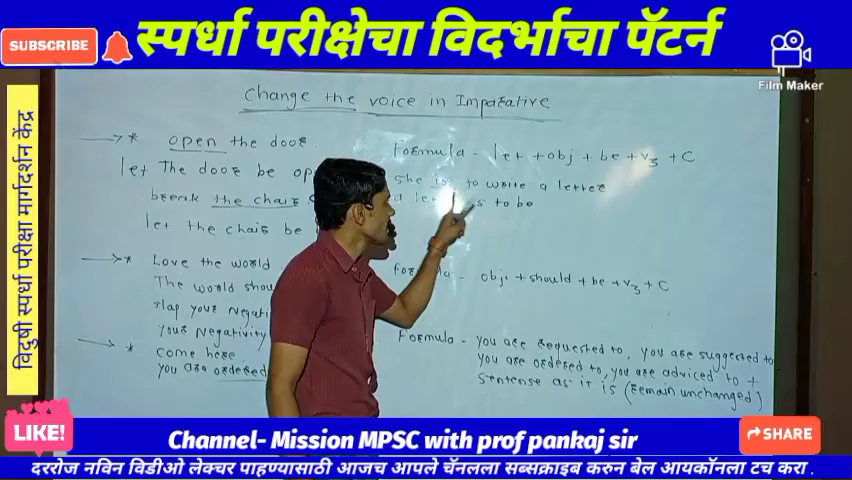 स्पर्धा परीक्षेचा विदर्भाचा पॅटर्न
SUBSCRIBE
Film Maker
विदुषी स्पर्धा परीक्षा मार्गदर्शन केंद्र
Change the voice in Imparative
* open the door.
let The door be
break the chair
let the chair be
Formula - let + obj + be + v3 + C
She is to write a letter
a to be
* Love the world
The world
slap your
your Negativity
Formula - obj + should + be + v3 + C
* come here
you are ordered
Formula - you are requested to, you are suggested to
you are ordered to, you are adviced to +
sentense as it is (remain unchanged)
LIKE!
Channel- Mission MPSC with prof pankaj sir
SHARE
दररोज नविन विडीओ लेक्चर पाहण्यासाठी आजच आपले चॅनलला सब्सक्राइब करुन बेल आयकॉनला टच करा .